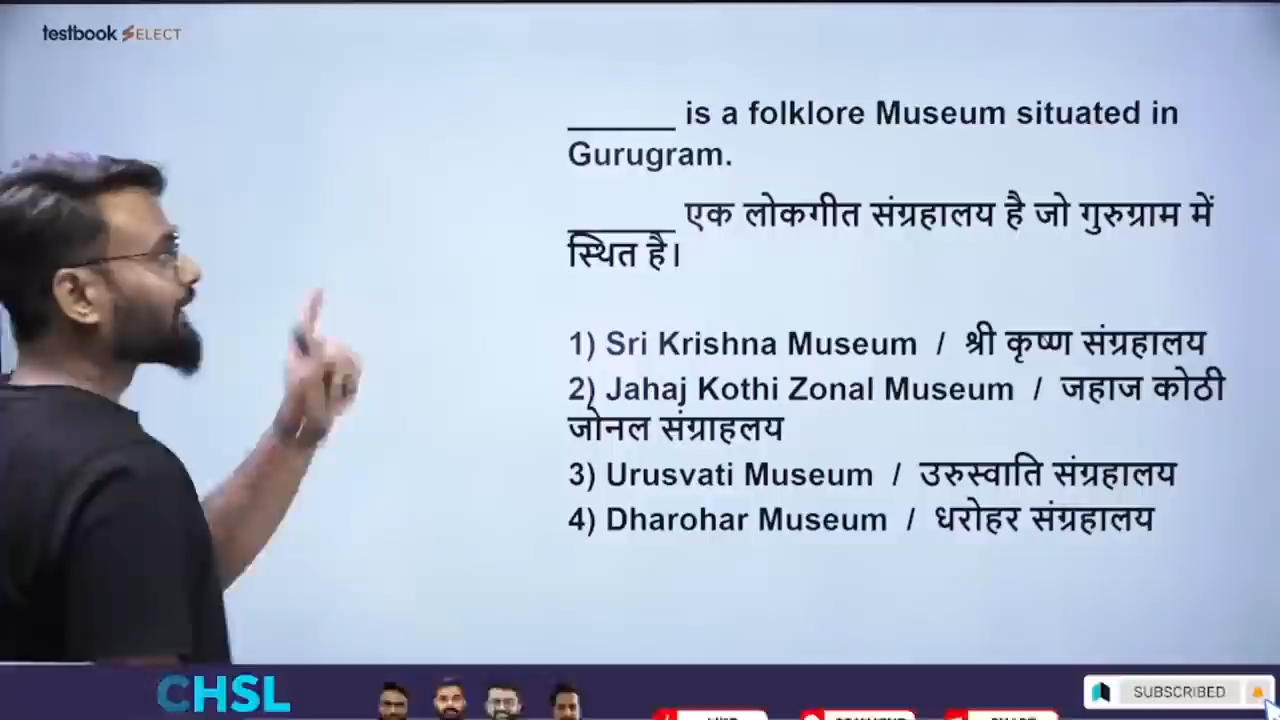 testbook SELECT
______ is a folklore Museum situated in
Gurugram.
______ एक लोकगीत संग्रहालय है जो गुरुग्राम में
स्थित है।
1) Sri Krishna Museum / श्री कृष्ण संग्रहालय
2) Jahaj Kothi Zonal Museum / जहाज कोठी
जोनल संग्राहलय
3) Urusvati Museum / उरुस्वाति संग्रहालय
4) Dharohar Museum / धरोहर संग्रहालय
CHSL
SUBSCRIBED